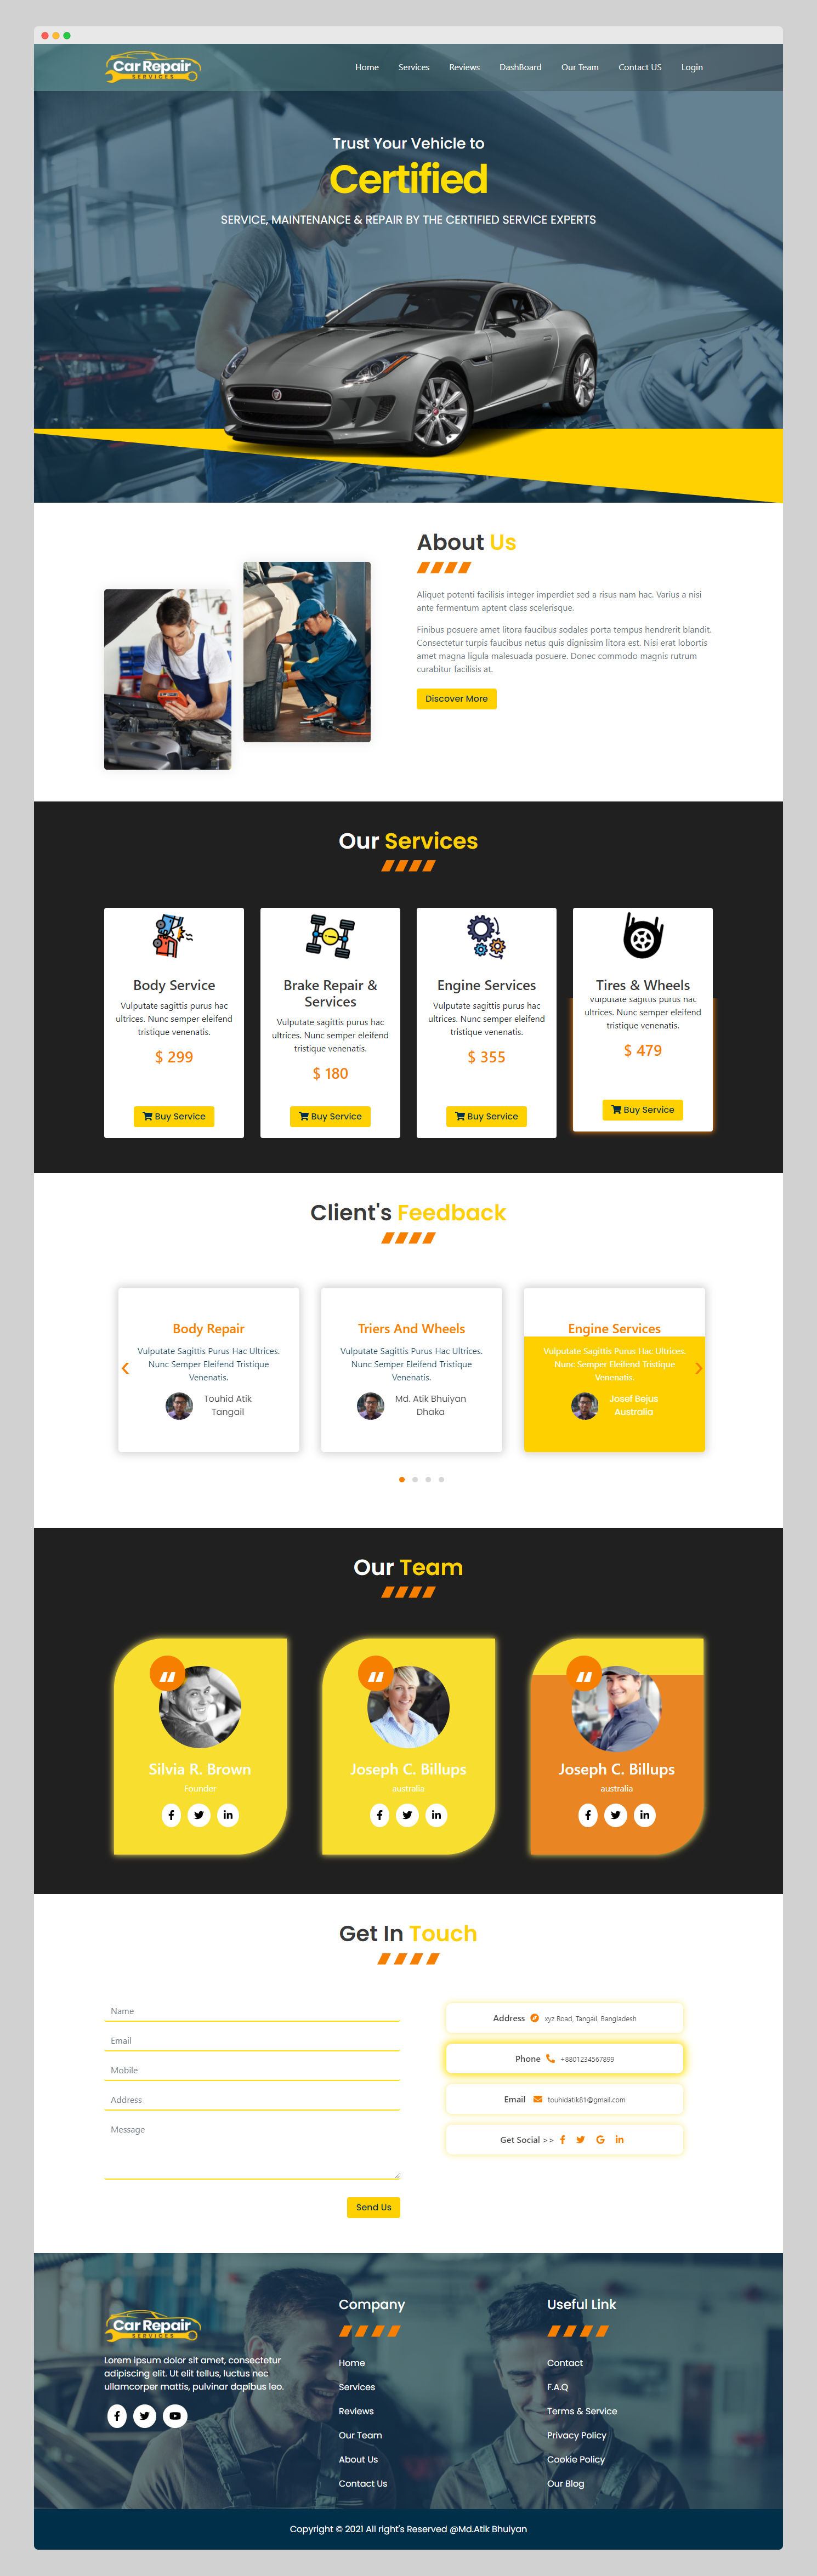 Car Repair
SERVICES
Home Services Reviews DashBoard Our Team Contact US Login
Trust Your Vehicle to
Certified
SERVICE, MAINTENANCE & REPAIR BY THE CERTIFIED SERVICE EXPERTS
About Us
Aliquet potenti facilisis integer imperdiet sed a risus nam hac. Varius a nisi
ante fermentum aptent class scelerisque.
Finibus posuere amet litora faucibus sodales porta tempus hendrerit blandit.
Consectetur turpis faucibus netus quis dignissim litora est. Nisi erat lobortis
amet magna ligula malesuada posuere. Donec commodo magnis rutrum
curabitur facilisis at.
Discover More
Our Services
Body Service
Vulputate sagittis purus hac
ultrices. Nunc semper eleifend
tristique venenatis.
$ 299
Buy Service
Brake Repair &
Services
Vulputate sagittis purus hac
ultrices. Nunc semper eleifend
tristique venenatis.
$ 180
Buy Service
Engine Services
Vulputate sagittis purus hac
ultrices. Nunc semper eleifend
tristique venenatis.
$ 355
Buy Service
Tires & Wheels
Vulputate sagittis purus hac
ultrices. Nunc semper eleifend
tristique venenatis.
$ 479
Buy Service
Client's Feedback
Body Repair
Vulputate Sagittis Purus Hac Ultrices.
Nunc Semper Eleifend Tristique
Venenatis.
Touhid Atik
Tangail
Triers And Wheels
Vulputate Sagittis Purus Hac Ultrices.
Nunc Semper Eleifend Tristique
Venenatis.
Md. Atik Bhuiyan
Dhaka
Engine Services
Vulputate Sagittis Purus Hac Ultrices.
Nunc Semper Eleifend Tristique
Venenatis.
Josef Bejus
Australia
Our Team
Silvia R. Brown
Founder
Joseph C. Billups
australia
Joseph C. Billups
australia
Get In Touch
Name
Email
Mobile
Address
Message
Send Us
Address xyz Road, Tangail, Bangladesh
Phone +8801234567899
Email touhidatik81@gmail.com
Get Social >>
Car Repair
SERVICES
Lorem ipsum dolor sit amet, consectetur
adipiscing elit. Ut elit tellus, luctus nec
ullamcorper mattis, pulvinar dapibus leo.
Company
Home
Services
Reviews
Our Team
About Us
Contact Us
Useful Link
Contact
F.A.Q
Terms & Service
Privacy Policy
Cookie Policy
Our Blog
Copyright © 2021 All right's Reserved @Md.Atik Bhuiyan